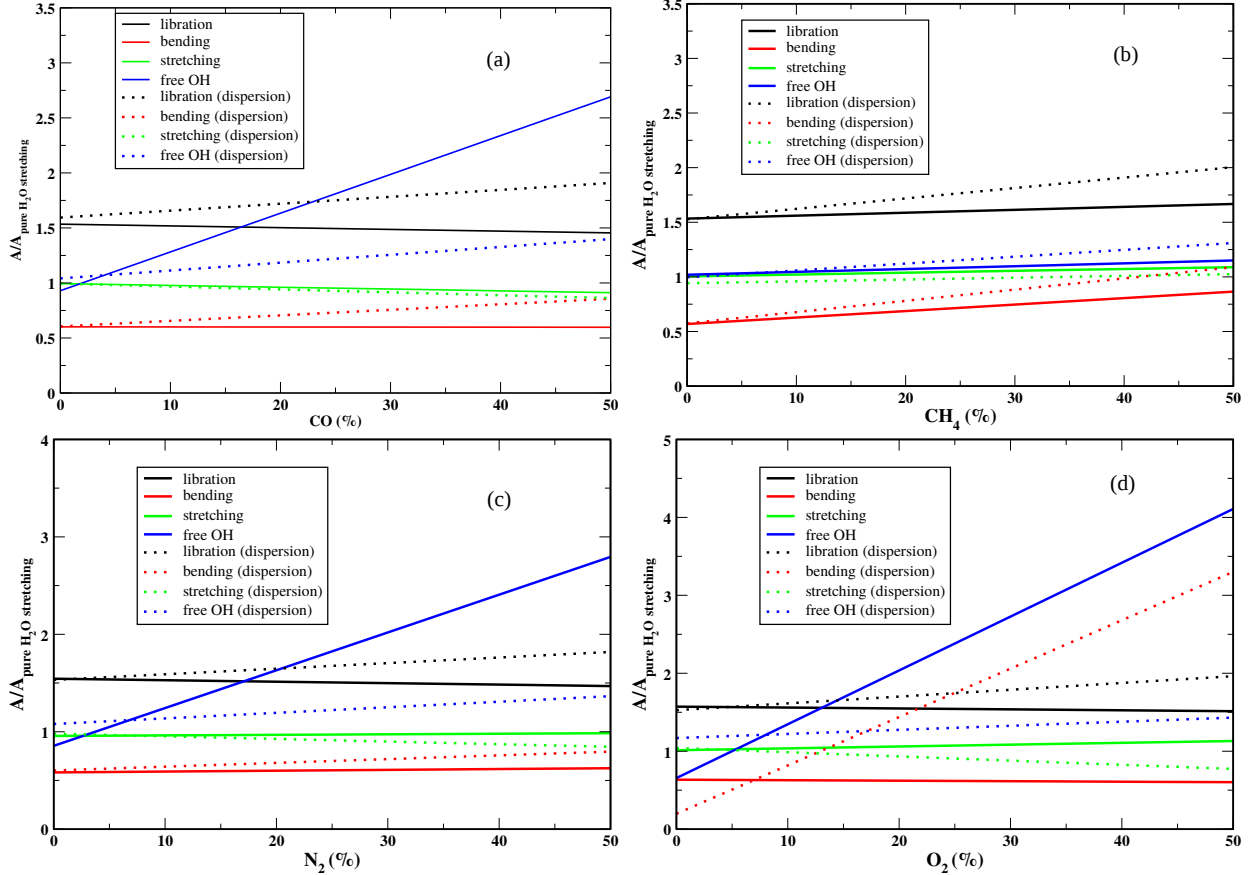 3.5
3
2.5
2
1.5
1
0.5
0
A/A_pure H₂O stretching
libration
bending
stretching
free OH
libration (dispersion)
bending (dispersion)
stretching (dispersion)
free OH (dispersion)
(a)
0 10 20 30 40 50
CO (%)
3.5
3
2.5
2
1.5
1
0.5
0
A/A_pure H₂O stretching
libration
bending
stretching
free OH
libration (dispersion)
bending (dispersion)
stretching (dispersion)
free OH (dispersion)
(b)
0 10 20 30 40 50
CH₄ (%)
4
3
2
1
0
A/A_pure H₂O stretching
libration
bending
stretching
free OH
libration (dispersion)
bending (dispersion)
stretching (dispersion)
free OH (dispersion)
(c)
0 10 20 30 40 50
N₂ (%)
5
4
3
2
1
0
A/A_pure H₂O stretching
libration
bending
stretching
free OH
libration (dispersion)
bending (dispersion)
stretching (dispersion)
free OH (dispersion)
(d)
0 10 20 30 40 50
O₂ (%)